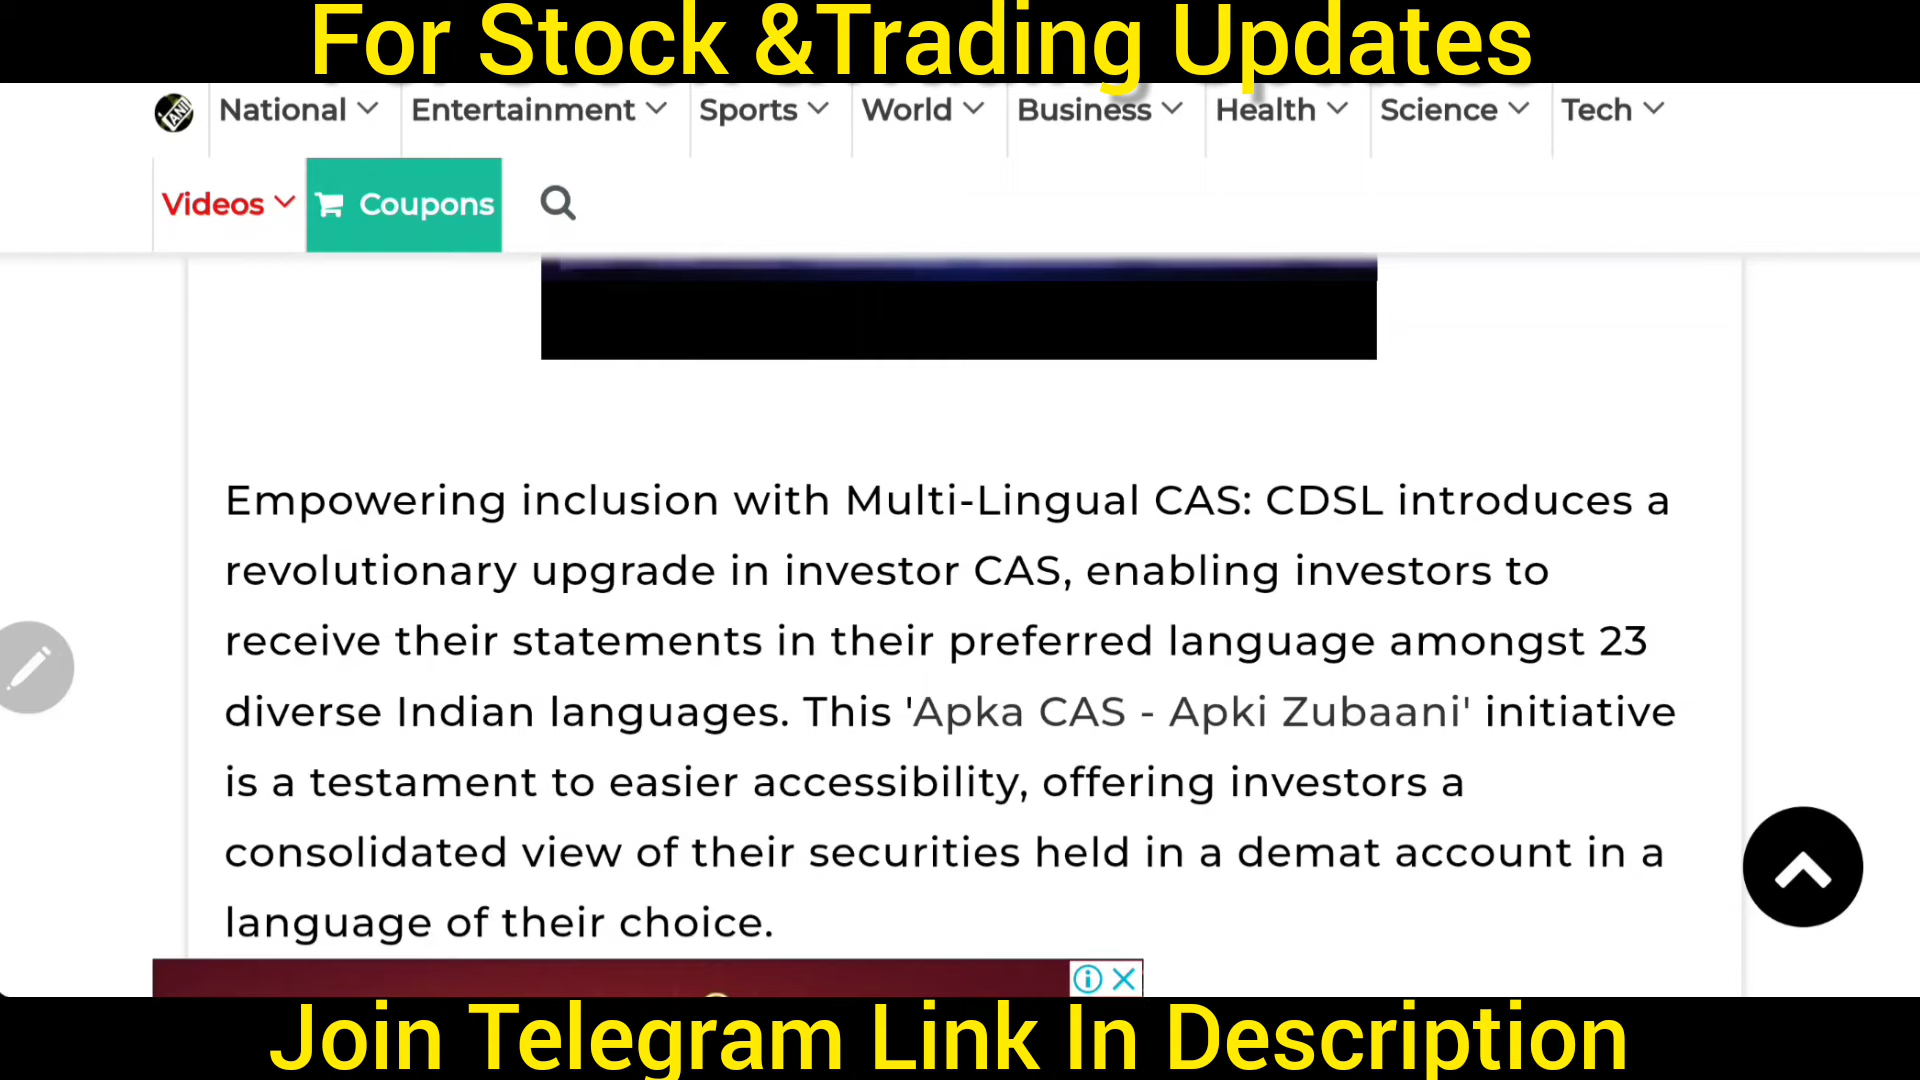 For Stock &Trading Updates
ANI National Entertainment Sports World Business Health Science Tech
Videos Coupons
Empowering inclusion with Multi-Lingual CAS: CDSL introduces a
revolutionary upgrade in investor CAS, enabling investors to
receive their statements in their preferred language amongst 23
diverse Indian languages. This 'Apka CAS - Apki Zubaani' initiative
is a testament to easier accessibility, offering investors a
consolidated view of their securities held in a demat account in a
language of their choice.
Join Telegram Link In Description